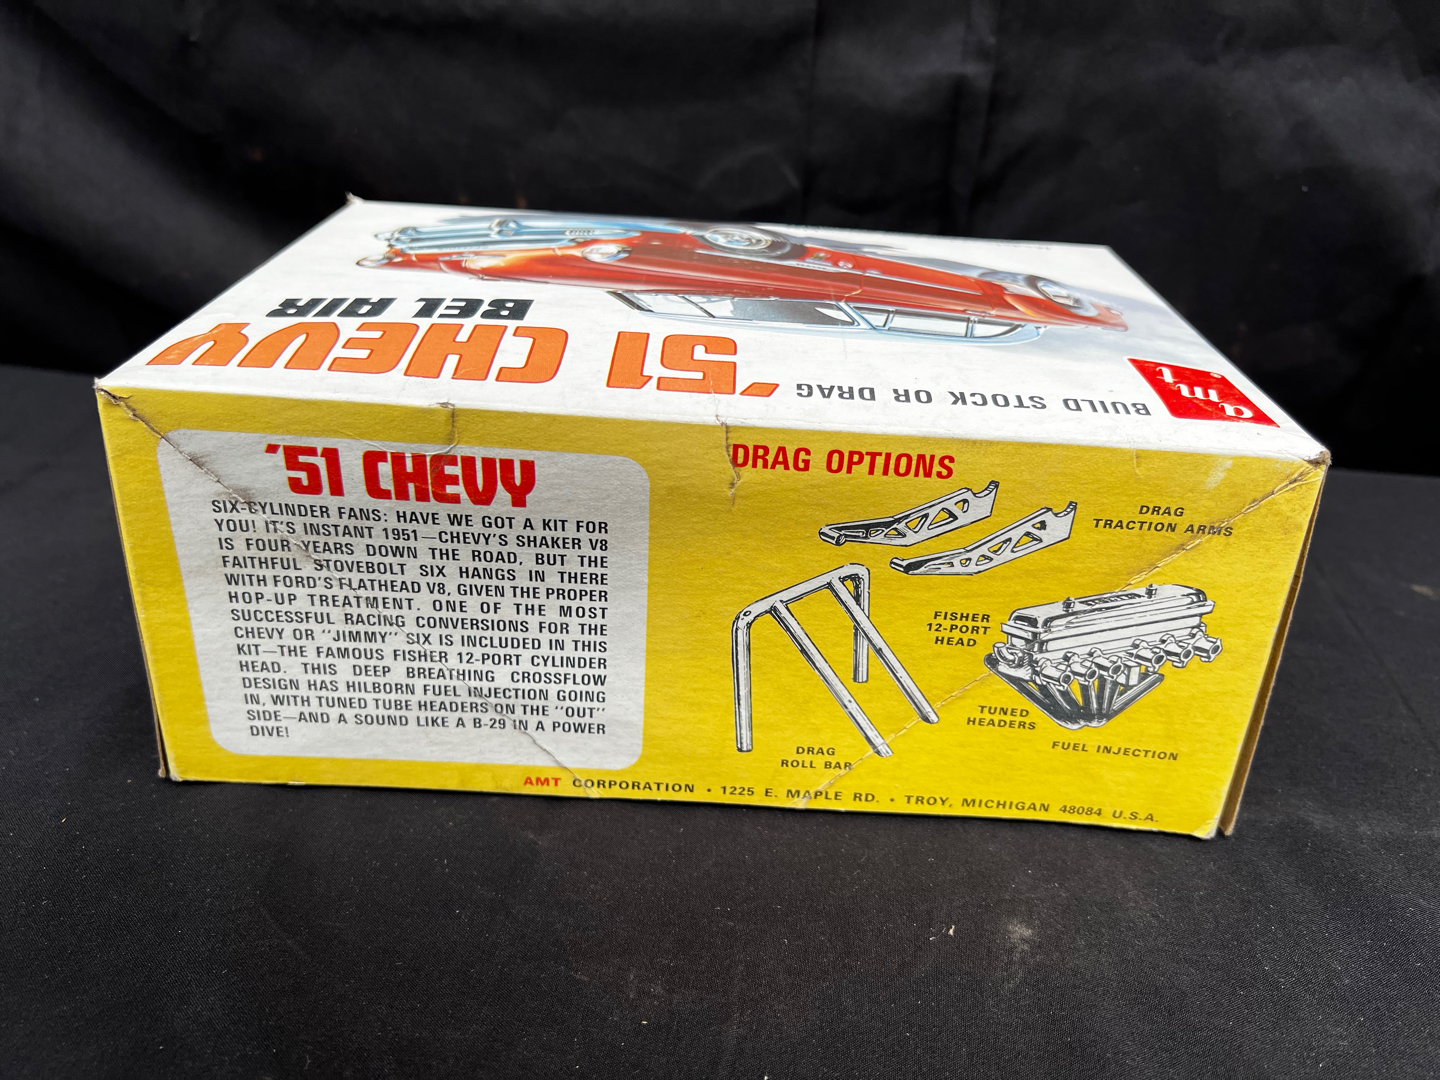 amt
BUILD STOCK OR DRAG
'51 CHEVY
BEL AIR
'51 CHEVY
SIX-CYLINDER FANS: HAVE WE GOT A KIT FOR
YOU! IT'S INSTANT 1951—CHEVY'S SHAKER V8
IS FOUR YEARS DOWN THE ROAD, BUT THE
FAITHFUL STOVEBOLT SIX HANGS IN THERE
WITH FORD'S FLATHEAD V8, GIVEN THE PROPER
HOP-UP TREATMENT. ONE OF THE MOST
SUCCESSFUL RACING CONVERSIONS FOR THE
CHEVY OR "JIMMY" SIX IS INCLUDED IN THIS
KIT—THE FAMOUS FISHER 12-PORT CYLINDER
HEAD. THIS DEEP BREATHING CROSSFLOW
DESIGN HAS HILBORN FUEL INJECTION GOING
IN, WITH TUNED TUBE HEADERS ON THE "OUT"
SIDE—AND A SOUND LIKE A B-29 IN A POWER
DIVE!
DRAG OPTIONS
DRAG
TRACTION ARMS
FISHER
12-PORT
HEAD
TUNED
HEADERS
FUEL INJECTION
DRAG
ROLL BAR
AMT CORPORATION • 1225 E. MAPLE RD. • TROY, MICHIGAN 48084 U.S.A.